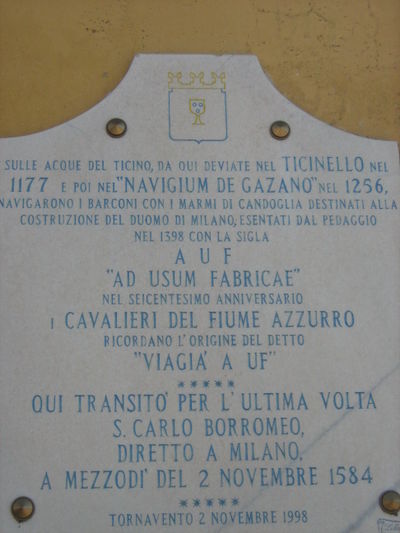 SULLE ACQUE DEL TICINO, DA QUI DEVIATE NEL TICINELLO NEL
1177 E POI NEL "NAVIGIUM DE GAZANO" NEL 1256,
NAVIGARONO I BARCONI CON I MARMI DI CANDOGLIA DESTINATI ALLA
COSTRUZIONE DEL DUOMO DI MILANO, ESENTATI DAL PEDAGGIO
NEL 1398 CON LA SIGLA
A U F
"AD USUM FABRICAE"
NEL SEICENTESIMO ANNIVERSARIO
I CAVALIERI DEL FIUME AZZURRO
RICORDANO L'ORIGINE DEL DETTO
"VIAGIA' A UF"
*****
QUI TRANSITO' PER L'ULTIMA VOLTA
S. CARLO BORROMEO,
DIRETTO A MILANO,
A MEZZODI' DEL 2 NOVEMBRE 1584
*****
TORNAVENTO 2 NOVEMBRE 1998